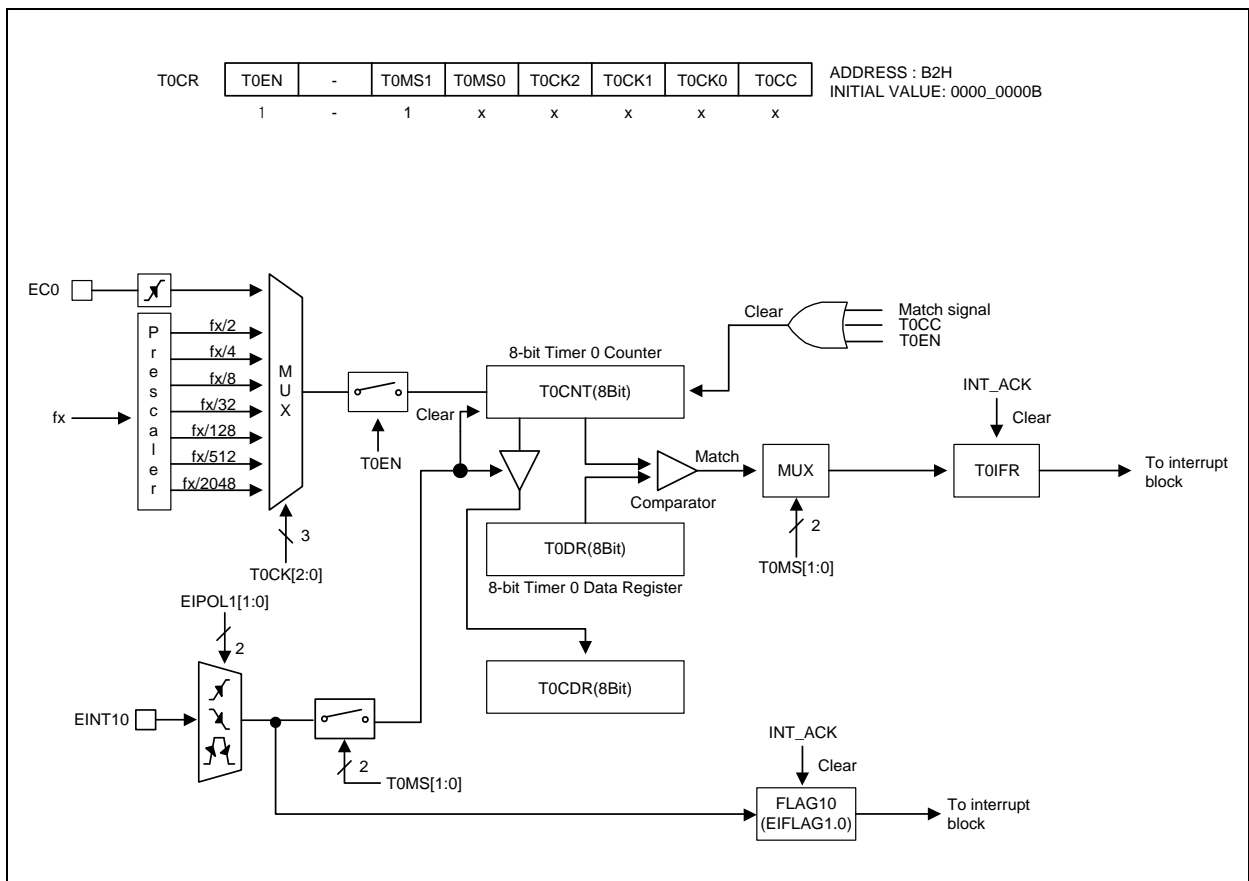 T0CR T0EN - T0MS1 T0MS0 T0CK2 T0CK1 T0CK0 T0CC ADDRESS : B2H
INITIAL VALUE: 0000_0000B
1 - 1 x x x x x
EC0
Prescaler
fx
fx/2
fx/4
fx/8
fx/32
fx/128
fx/512
fx/2048
MUX
3
T0CK[2:0]
T0EN
8-bit Timer 0 Counter
T0CNT(8Bit)
Clear
Clear
Match signal
T0CC
T0EN
Match
Comparator
T0DR(8Bit)
8-bit Timer 0 Data Register
MUX
2
T0MS[1:0]
INT_ACK
Clear
T0IFR
To interrupt
block
T0CDR(8Bit)
EIPOL1[1:0]
2
EINT10
2
T0MS[1:0]
INT_ACK
Clear
FLAG10
(EIFLAG1.0)
To interrupt
block